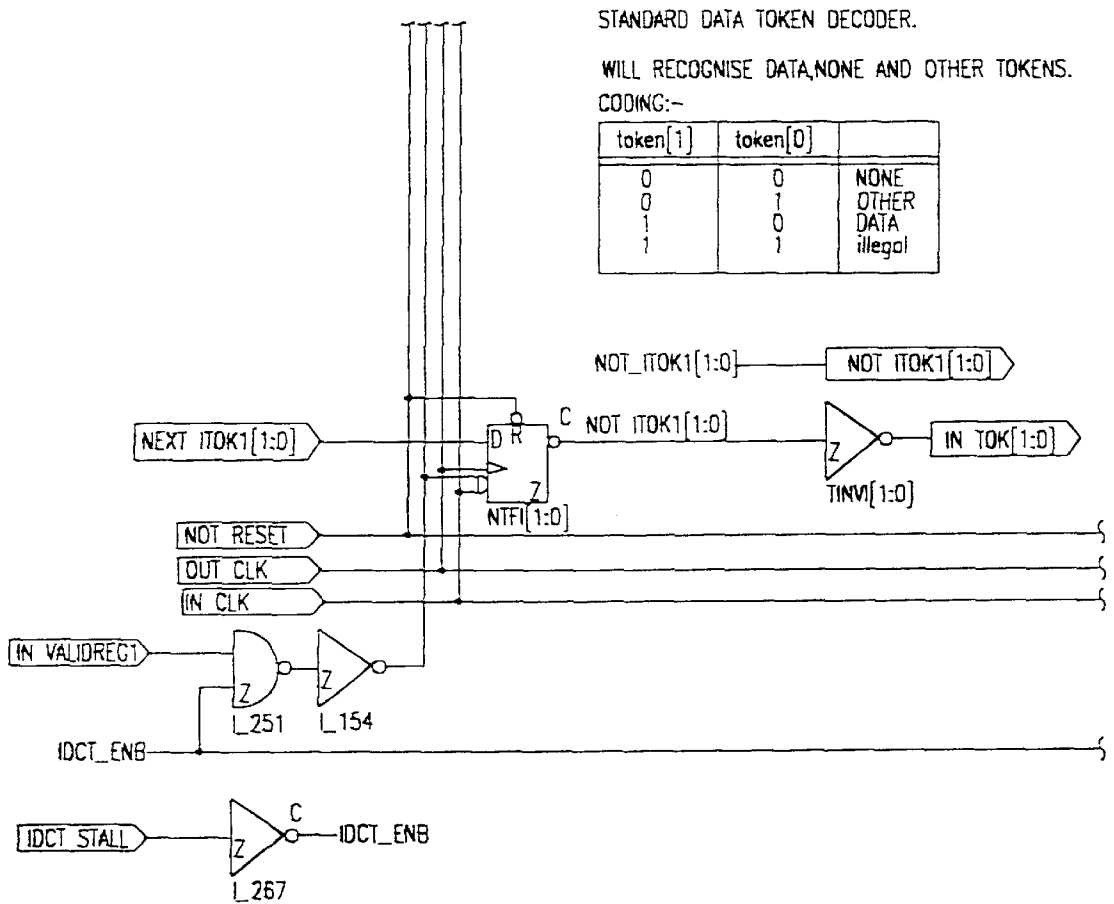 STANDARD DATA TOKEN DECODER.
WILL RECOGNISE DATA,NONE AND OTHER TOKENS.
CODING:-
token[1] token[0]
0 0 NONE
0 1 OTHER
1 0 DATA
1 1 illegal
NOT_ITOK1[1:0] NOT ITOK1[1:0]
NEXT ITOK1[1:0] D R C NOT ITOK1[1:0] Z IN TOK[1:0]
Z
NTFI[1:0] TINVI[1:0]
NOT RESET
OUT CLK
IN CLK
IN VALIDREG1
Z Z
I_251 I_154
IDCT_ENB
IDCT STALL Z C IDCT_ENB
I_267